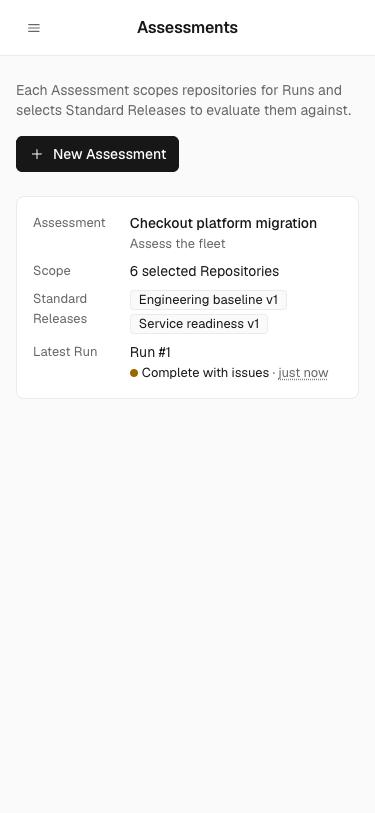 Assessments
Each Assessment scopes repositories for Runs and
selects Standard Releases to evaluate them against.
New Assessment
Assessment
Checkout platform migration
Assess the fleet
Scope
6 selected Repositories
Standard
Releases
Engineering baseline v1
Service readiness v1
Latest Run
Run #1
Complete with issues · just now